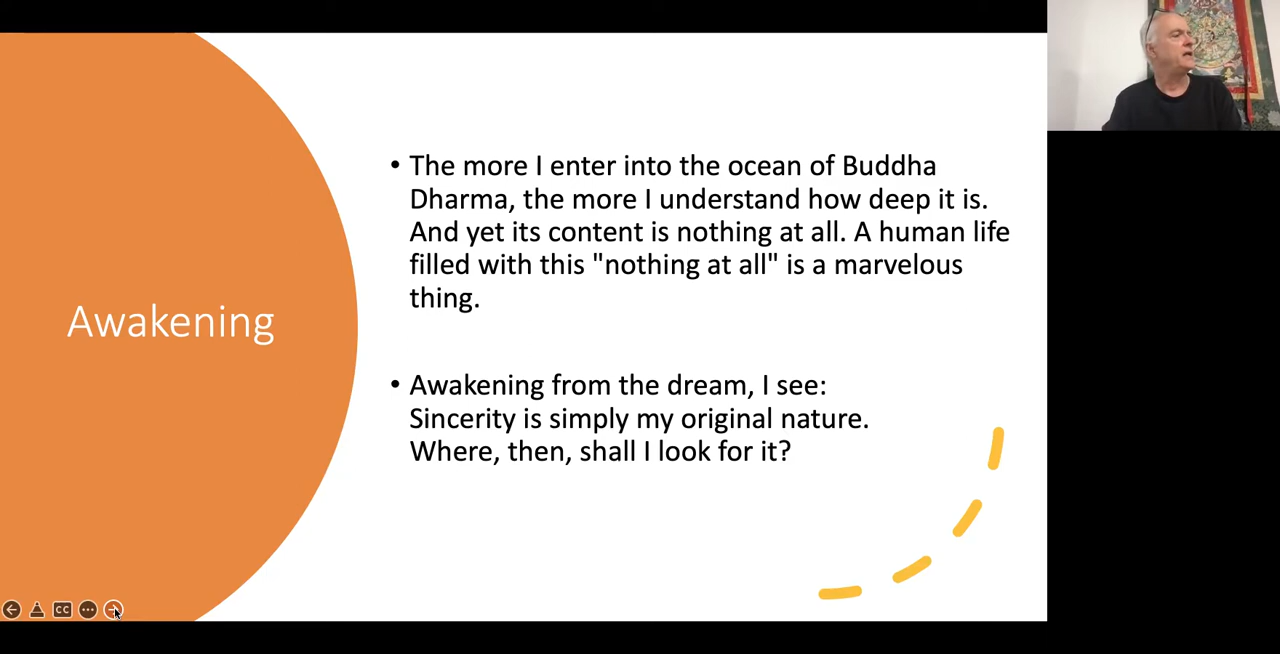 Awakening
• The more I enter into the ocean of Buddha
Dharma, the more I understand how deep it is.
And yet its content is nothing at all. A human life
filled with this "nothing at all" is a marvelous
thing.
• Awakening from the dream, I see:
Sincerity is simply my original nature.
Where, then, shall I look for it?
CC